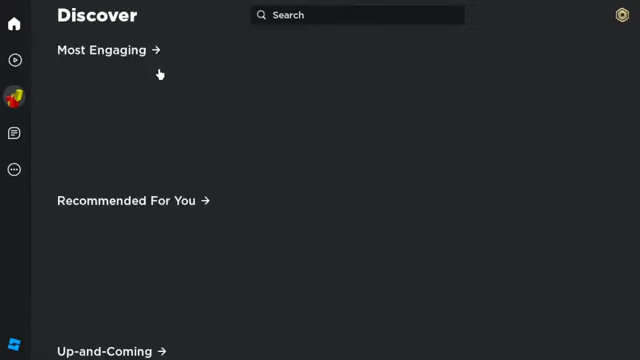 Discover
Search
Most Engaging →
Recommended For You →
Up-and-Coming →